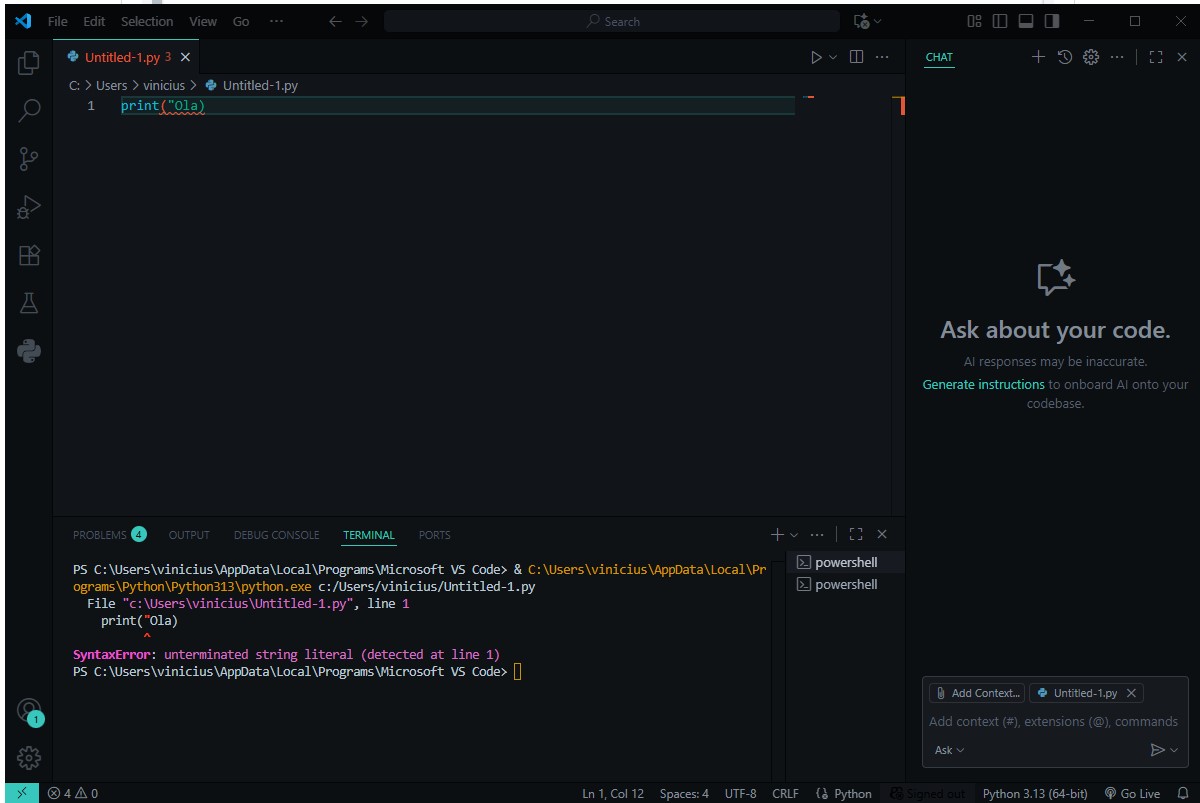 File Edit Selection View Go ··· Search
Untitled-1.py 3
CHAT
C: > Users > vinicius > Untitled-1.py
1 print("Ola)
Ask about your code.
AI responses may be inaccurate.
Generate instructions to onboard AI onto your
codebase.
PROBLEMS 4 OUTPUT DEBUG CONSOLE TERMINAL PORTS
PS C:\Users\vinicius\AppData\Local\Programs\Microsoft VS Code> & C:\Users\vinicius\AppData\Local\Pr
ograms\Python\Python313\python.exe c:/Users/vinicius/Untitled-1.py
File "c:\Users\vinicius\Untitled-1.py", line 1
print("Ola)
^
SyntaxError: unterminated string literal (detected at line 1)
PS C:\Users\vinicius\AppData\Local\Programs\Microsoft VS Code>
powershell
powershell
Add Context... Untitled-1.py
Add context (#), extensions (@), commands
Ask
1
4 0 Ln 1, Col 12 Spaces: 4 UTF-8 CRLF Python Signed out Python 3.13 (64-bit) Go Live